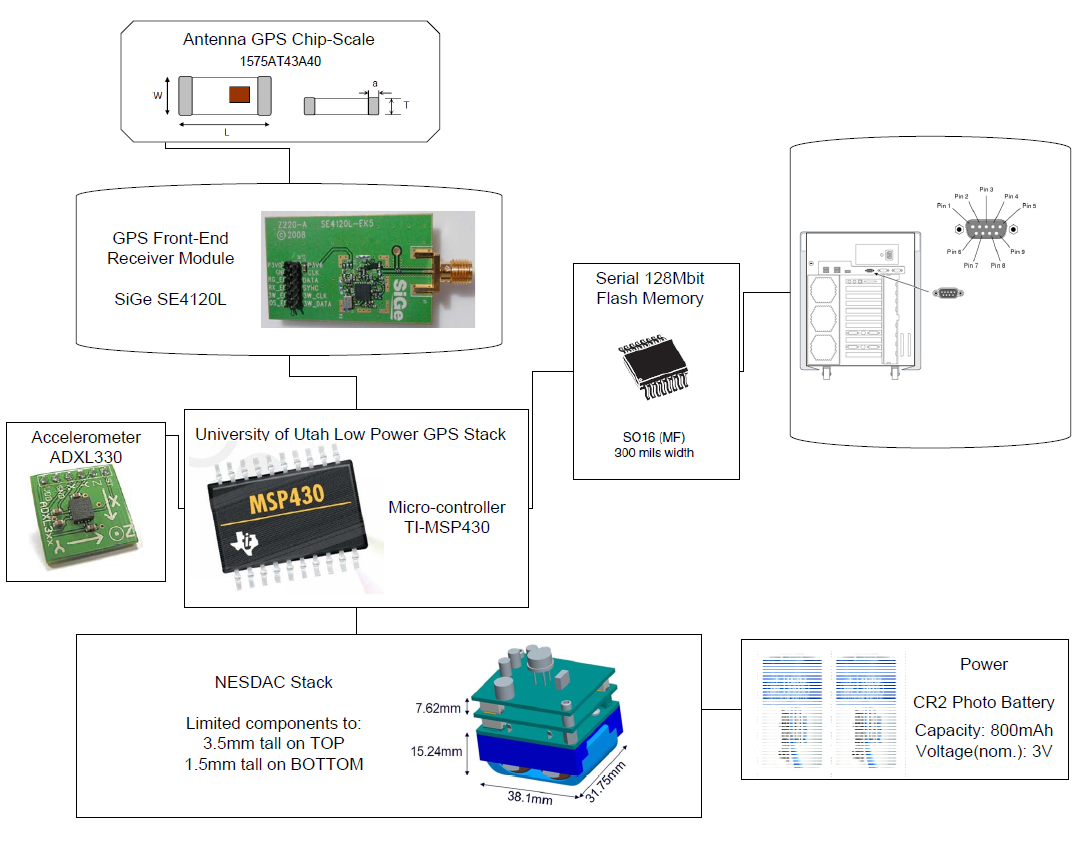 Antenna GPS Chip-Scale
1575AT43A40
W
L
a
T
GPS Front-End
Receiver Module
SiGe SE4120L
Z220-A SE4120L-EK5
©2008
SiGe
Serial 128Mbit
Flash Memory
SO16 (MF)
300 mils width
Pin 1
Pin 2
Pin 3
Pin 4
Pin 5
Pin 6
Pin 7
Pin 8
Pin 9
Accelerometer
ADXL330
ADXL3xx
University of Utah Low Power GPS Stack
MSP430
Micro-controller
TI-MSP430
NESDAC Stack
Limited components to:
3.5mm tall on TOP
1.5mm tall on BOTTOM
7.62mm
15.24mm
38.1mm
31.75mm
Power
CR2 Photo Battery
Capacity: 800mAh
Voltage(nom.): 3V